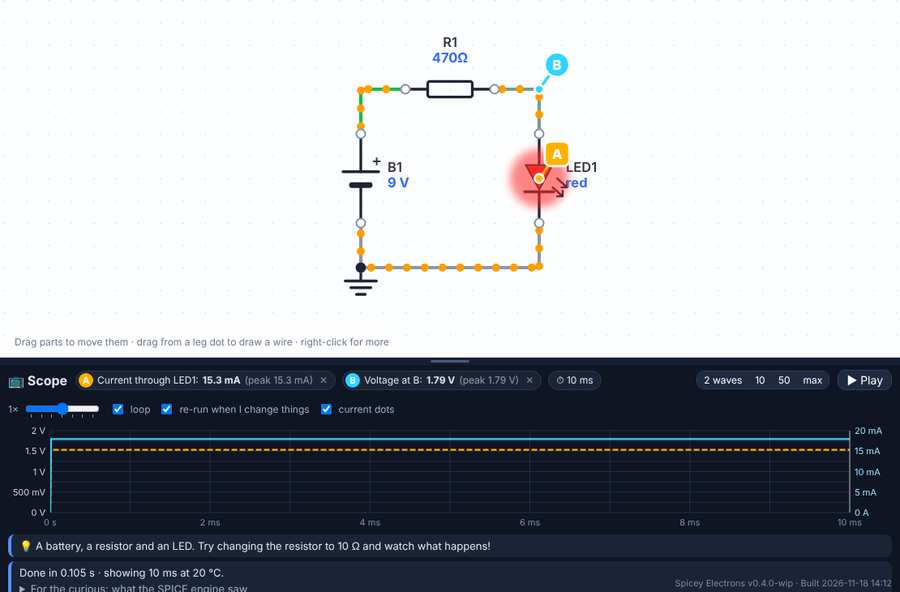 R1
470Ω
B
A
+
B1
9 V
LED1
red
Drag parts to move them · drag from a leg dot to draw a wire · right-click for more
Scope
A Current through LED1: 15.3 mA (peak 15.3 mA) ×
B Voltage at B: 1.79 V (peak 1.79 V) ×
⏱ 10 ms
2 waves 10 50 max
▶ Play
1×
loop
re-run when I change things
current dots
2 V
1.5 V
1 V
500 mV
0 V
20 mA
15 mA
10 mA
5 mA
0 A
0 s 2 ms 4 ms 6 ms 8 ms 10 ms
💡 A battery, a resistor and an LED. Try changing the resistor to 10 Ω and watch what happens!
Done in 0.105 s · showing 10 ms at 20 °C.
▶ For the curious: what the SPICE engine saw
Spicey Electrons v0.4.0-wip · Built 2026-11-18 14:12